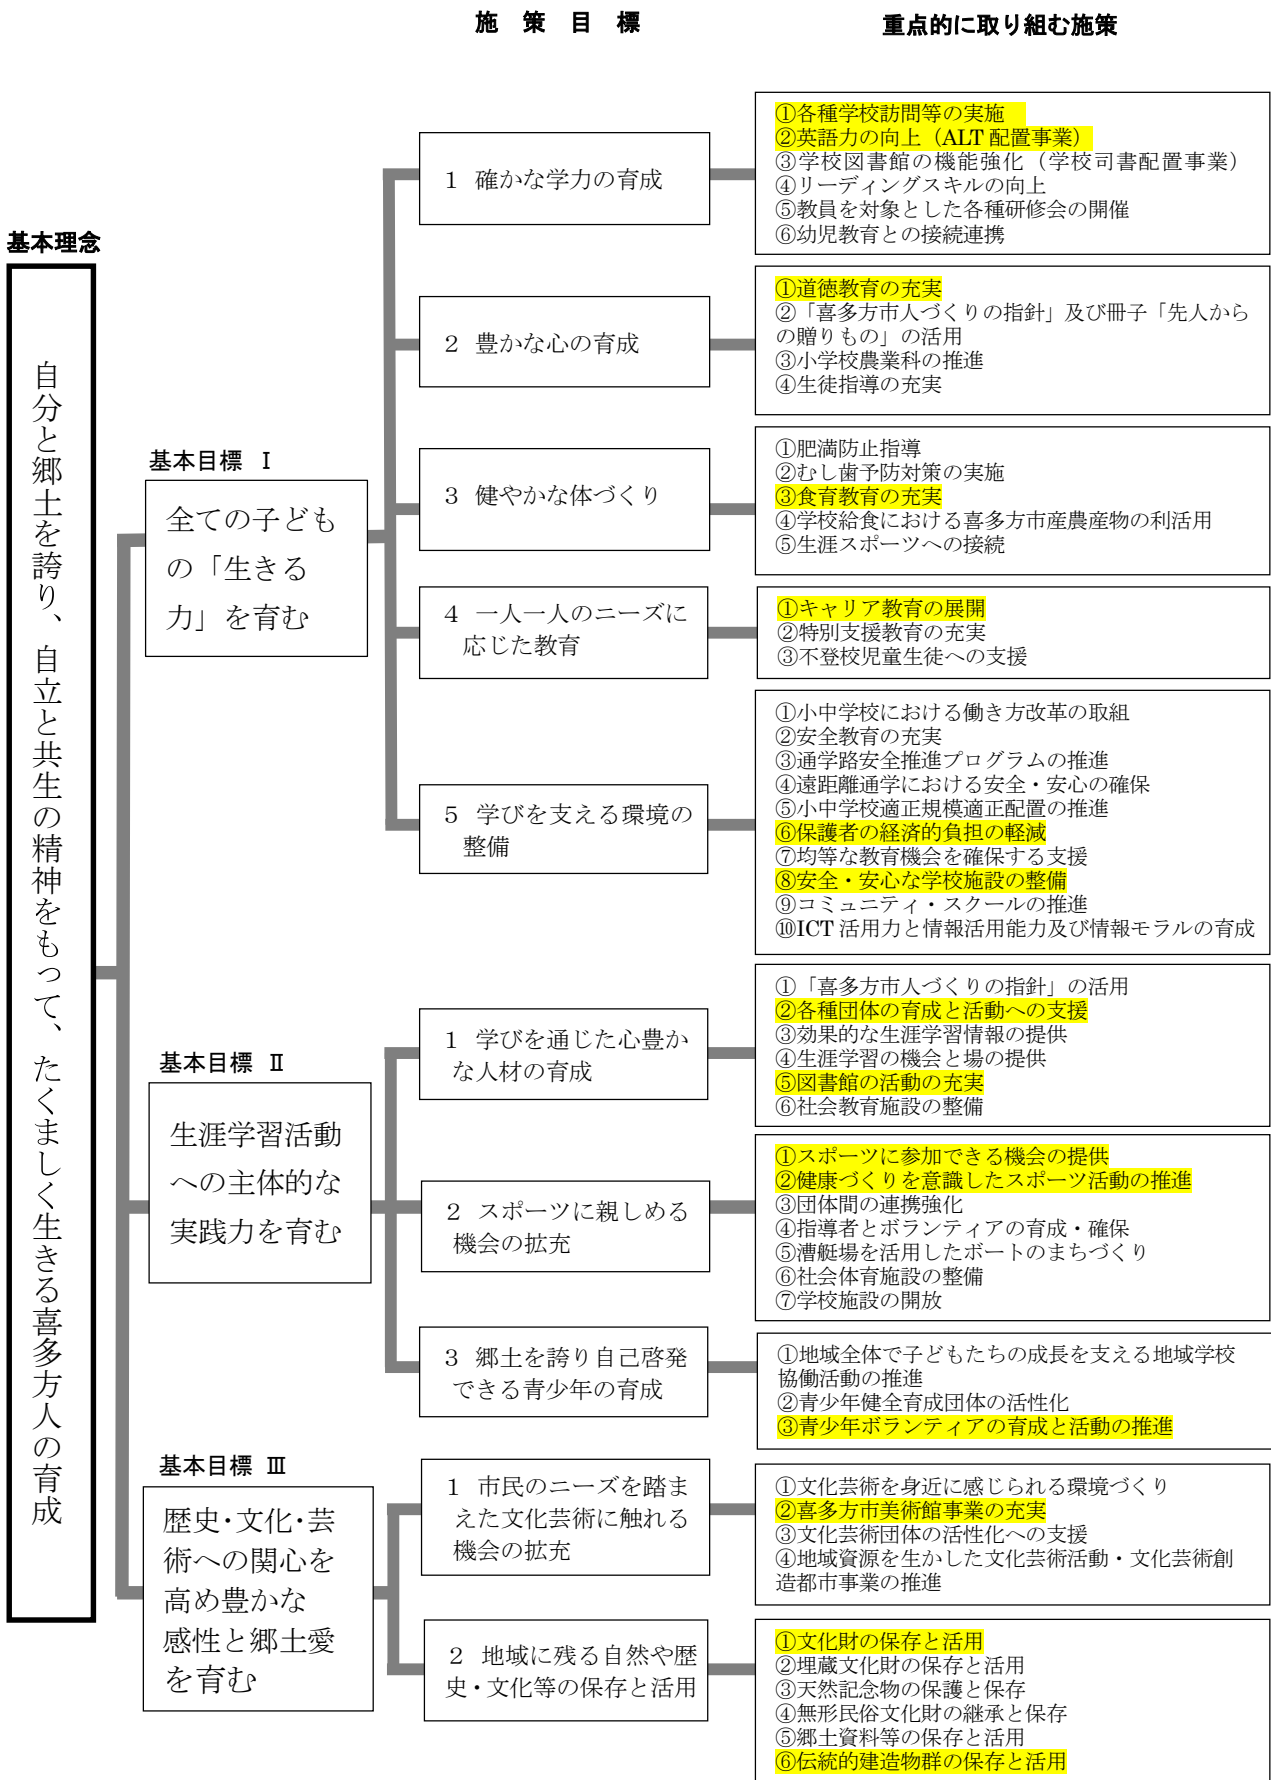 施 策 目 標
重点的に取り組む施策
基本理念
自分と郷土を誇り、自立と共生の精神をもって、たくましく生きる喜多方人の育成
基本目標 Ⅰ
全ての子ども
の「生きる
力」を育む
1 確かな学力の育成
①各種学校訪問等の実施
②英語力の向上（ALT 配置事業）
③学校図書館の機能強化（学校司書配置事業）
④リーディングスキルの向上
⑤教員を対象とした各種研修会の開催
⑥幼児教育との接続連携
2 豊かな心の育成
①道徳教育の充実
②「喜多方市人づくりの指針」及び冊子「先人から
の贈りもの」の活用
③小学校農業科の推進
④生徒指導の充実
3 健やかな体づくり
①肥満防止指導
②むし歯予防対策の実施
③食育教育の充実
④学校給食における喜多方市産農産物の利活用
⑤生涯スポーツへの接続
4 一人一人のニーズに
応じた教育
①キャリア教育の展開
②特別支援教育の充実
③不登校児童生徒への支援
5 学びを支える環境の
整備
①小中学校における働き方改革の取組
②安全教育の充実
③通学路安全推進プログラムの推進
④遠距離通学における安全・安心の確保
⑤小中学校適正規模適正配置の推進
⑥保護者の経済的負担の軽減
⑦均等な教育機会を確保する支援
⑧安全・安心な学校施設の整備
⑨コミュニティ・スクールの推進
⑩ICT 活用力と情報活用能力及び情報モラルの育成
基本目標 Ⅱ
生涯学習活動
への主体的な
実践力を育む
1 学びを通じた心豊か
な人材の育成
①「喜多方市人づくりの指針」の活用
②各種団体の育成と活動への支援
③効果的な生涯学習情報の提供
④生涯学習の機会と場の提供
⑤図書館の活動の充実
⑥社会教育施設の整備
2 スポーツに親しめる
機会の拡充
①スポーツに参加できる機会の提供
②健康づくりを意識したスポーツ活動の推進
③団体間の連携強化
④指導者とボランティアの育成・確保
⑤漕艇場を活用したボートのまちづくり
⑥社会体育施設の整備
⑦学校施設の開放
3 郷土を誇り自己啓発
できる青少年の育成
①地域全体で子どもたちの成長を支える地域学校
協働活動の推進
②青少年健全育成団体の活性化
③青少年ボランティアの育成と活動の推進
基本目標 Ⅲ
歴史・文化・芸
術への関心を
高め豊かな
感性と郷土愛
を育む
1 市民のニーズを踏ま
えた文化芸術に触れる
機会の拡充
①文化芸術を身近に感じられる環境づくり
②喜多方市美術館事業の充実
③文化芸術団体の活性化への支援
④地域資源を生かした文化芸術活動・文化芸術創
造都市事業の推進
2 地域に残る自然や歴
史・文化等の保存と活用
①文化財の保存と活用
②埋蔵文化財の保存と活用
③天然記念物の保護と保存
④無形民俗文化財の継承と保存
⑤郷土資料等の保存と活用
⑥伝統的建造物群の保存と活用